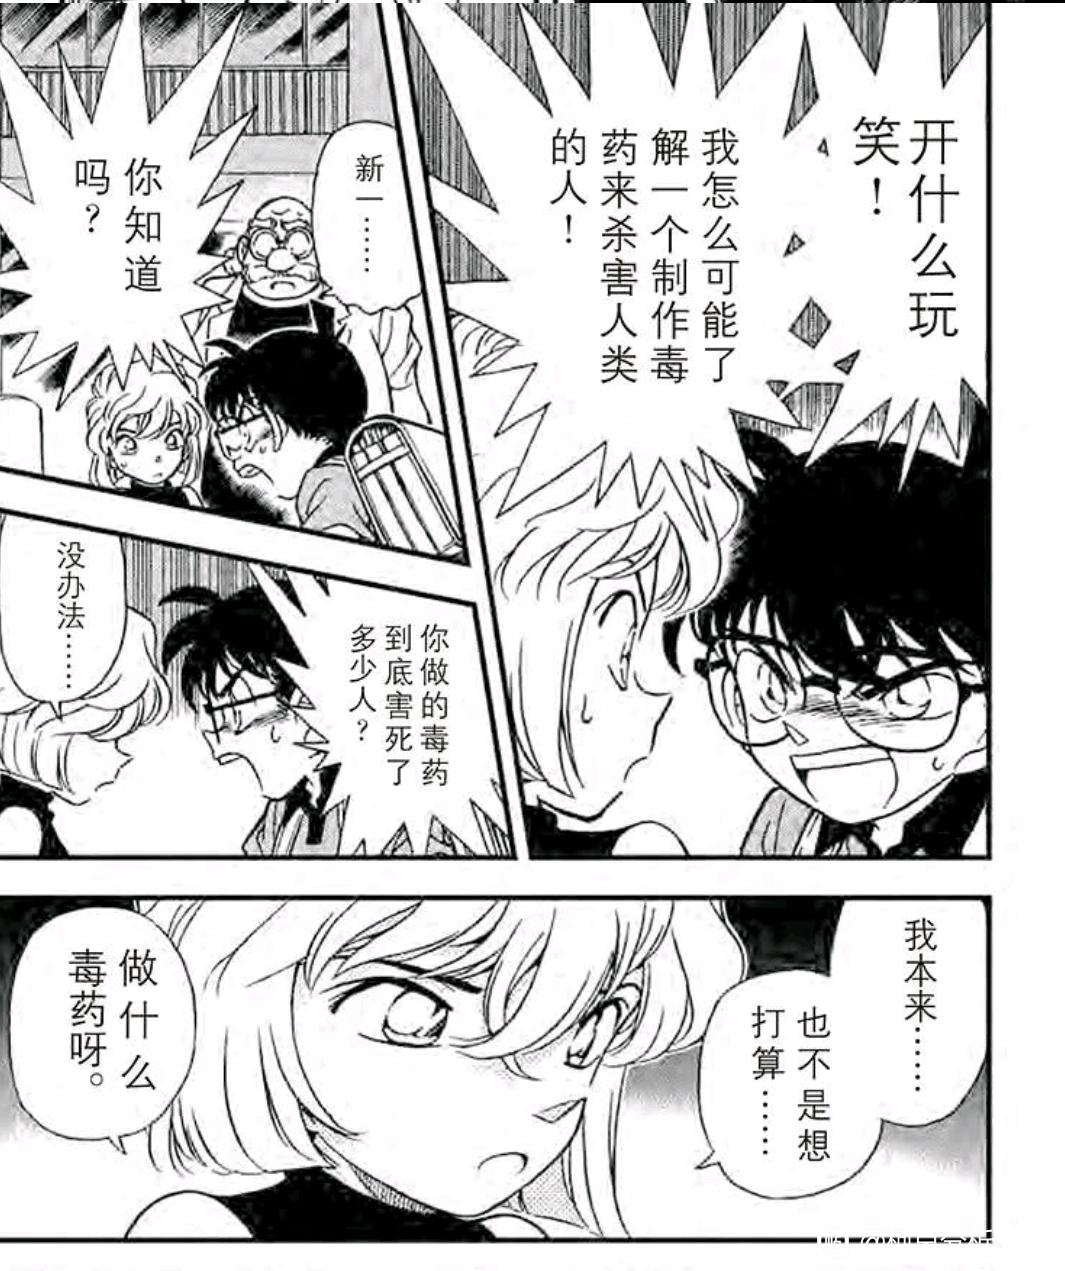 开什么玩
笑！
我怎么可能了
解一个制作毒
药来杀害人类
的人！
新一……
你知道
吗？
你做的毒药
到底害死了
多少人？
没办法……
我本来……
也不是想
打算……
做什么
毒药呀。